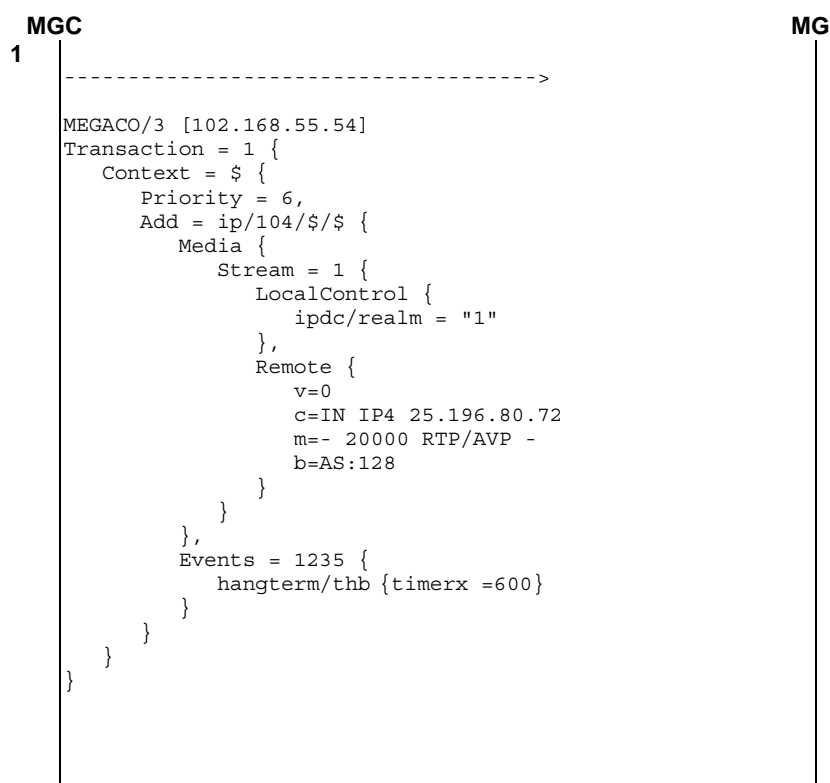 MGC MG
1
------------------------------------->
MEGACO/3 [102.168.55.54]
Transaction = 1 {
Context = $ {
Priority = 6,
Add = ip/104/$/$ {
Media {
Stream = 1 {
LocalControl {
ipdc/realm = "1"
},
Remote {
v=0
c=IN IP4 25.196.80.72
m=- 20000 RTP/AVP -
b=AS:128
}
}
},
Events = 1235 {
hangterm/thb {timerx =600}
}
}
}
}